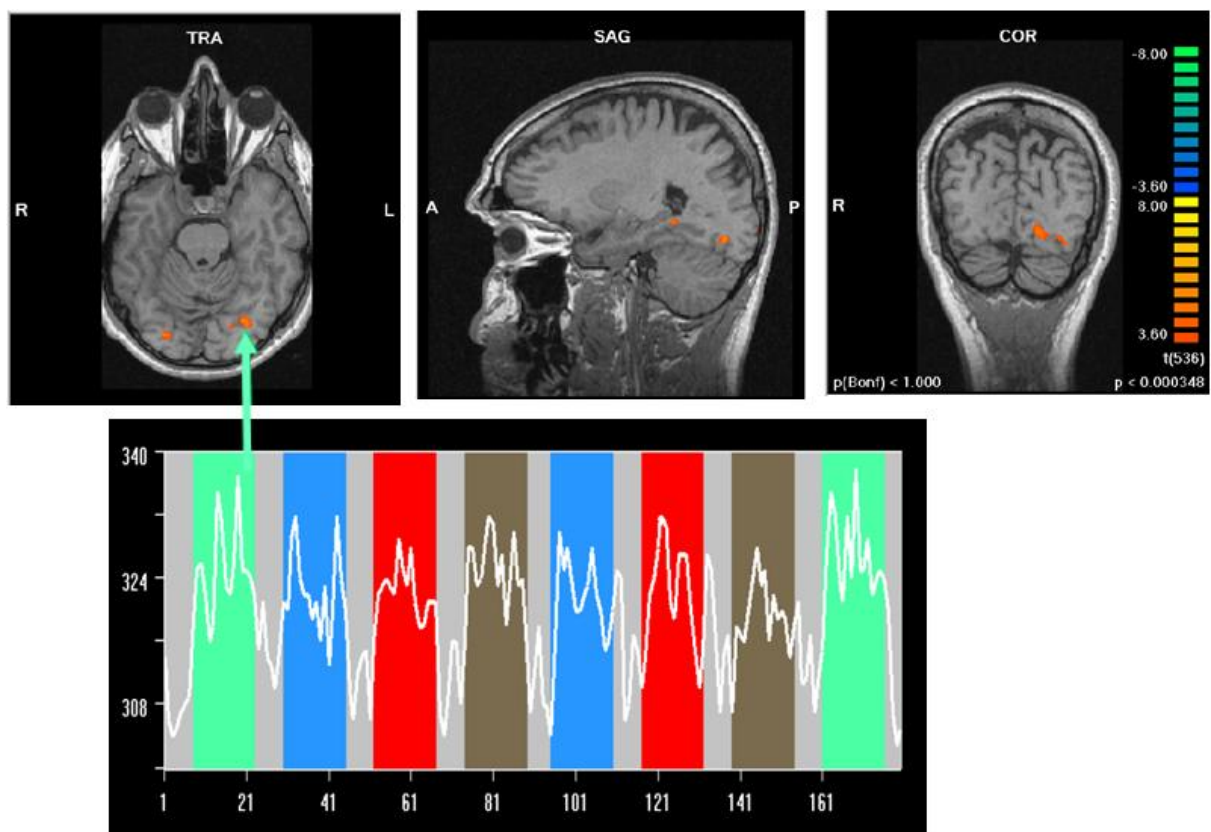 TRA
R
L
SAG
A
P
COR
R
-8.00
-3.60
8.00
3.60
t(536)
p(Bonf) < 1.000
p < 0.000348
340
324
308
1 21 41 61 81 101 121 141 161